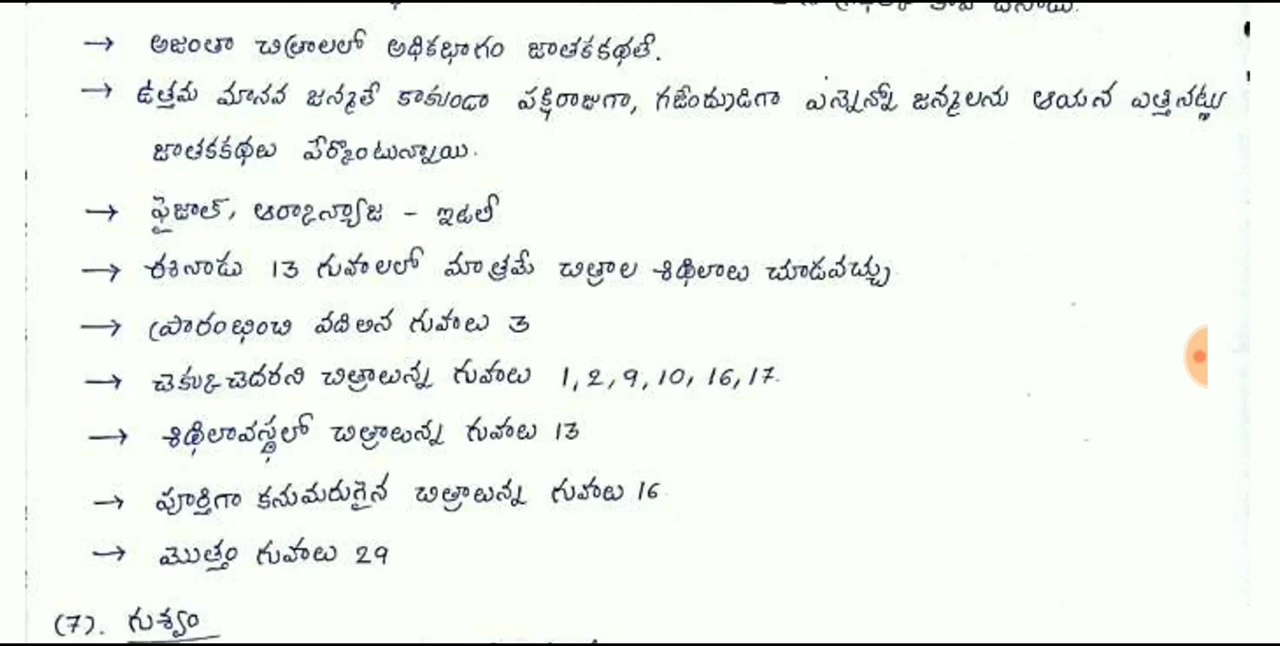 → అజంతా చిత్రాలలో అధికభాగం జాతకకథలే.
→ ఉత్తమ మానవ జన్మలే కాకుండా పక్షిరాజుగా, గజేంద్రుడిగా ఎన్నెన్నో జన్మలను ఆయన ఎత్తినట్లు
జాతకకథలు పేర్కొంటున్నాయి.
→ ఫైజాల్, - ఇటలీ
→ ఈనాడు 13 గుహలలో మాత్రమే చిత్రాల శిథిలాలు చూడవచ్చు
→ ప్రారంభించి వదిలిన గుహలు 3
→ చెక్కుచెదరని చిత్రాలున్న గుహలు 1, 2, 9, 10, 16, 17.
→ శిథిలావస్థలో చిత్రాలున్న గుహలు 13
→ పూర్తిగా కనుమరుగైన చిత్రాలున్న గుహలు 16
→ మొత్తం గుహలు 29
(7). గుశ్వం